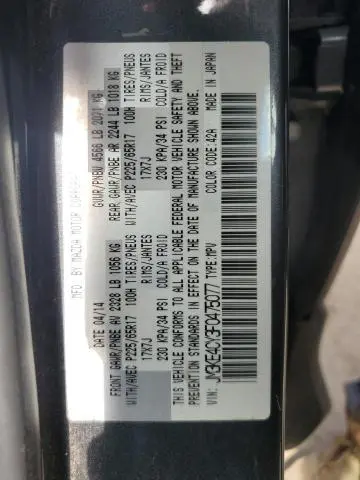 MFD. BY MAZDA MOTOR CORPORATION
DATE 04/14 GVWR/PNBV 4566 LB 2071 KG
FRONT GAWR/PNBE AV 2328 LB 1056 KG REAR GAWR/PNBE AR 2244 LB 1018 KG
WITH/AVEC P225/65R17 100H TIRES/PNEUS WITH/AVEC P225/65R17 100H TIRES/PNEUS
17X7J RIMS/JANTES 17X7J RIMS/JANTES
230 KPA/34 PSI COLD/A FROID 230 KPA/34 PSI COLD/A FROID
THIS VEHICLE CONFORMS TO ALL APPLICABLE FEDERAL MOTOR VEHICLE SAFETY AND THEFT
PREVENTION STANDARDS IN EFFECT ON THE DATE OF MANUFACTURE SHOWN ABOVE.
VIN: JM3KE4CY3F0475077 TYPE:MPV COLOR CODE:42A MADE IN JAPAN